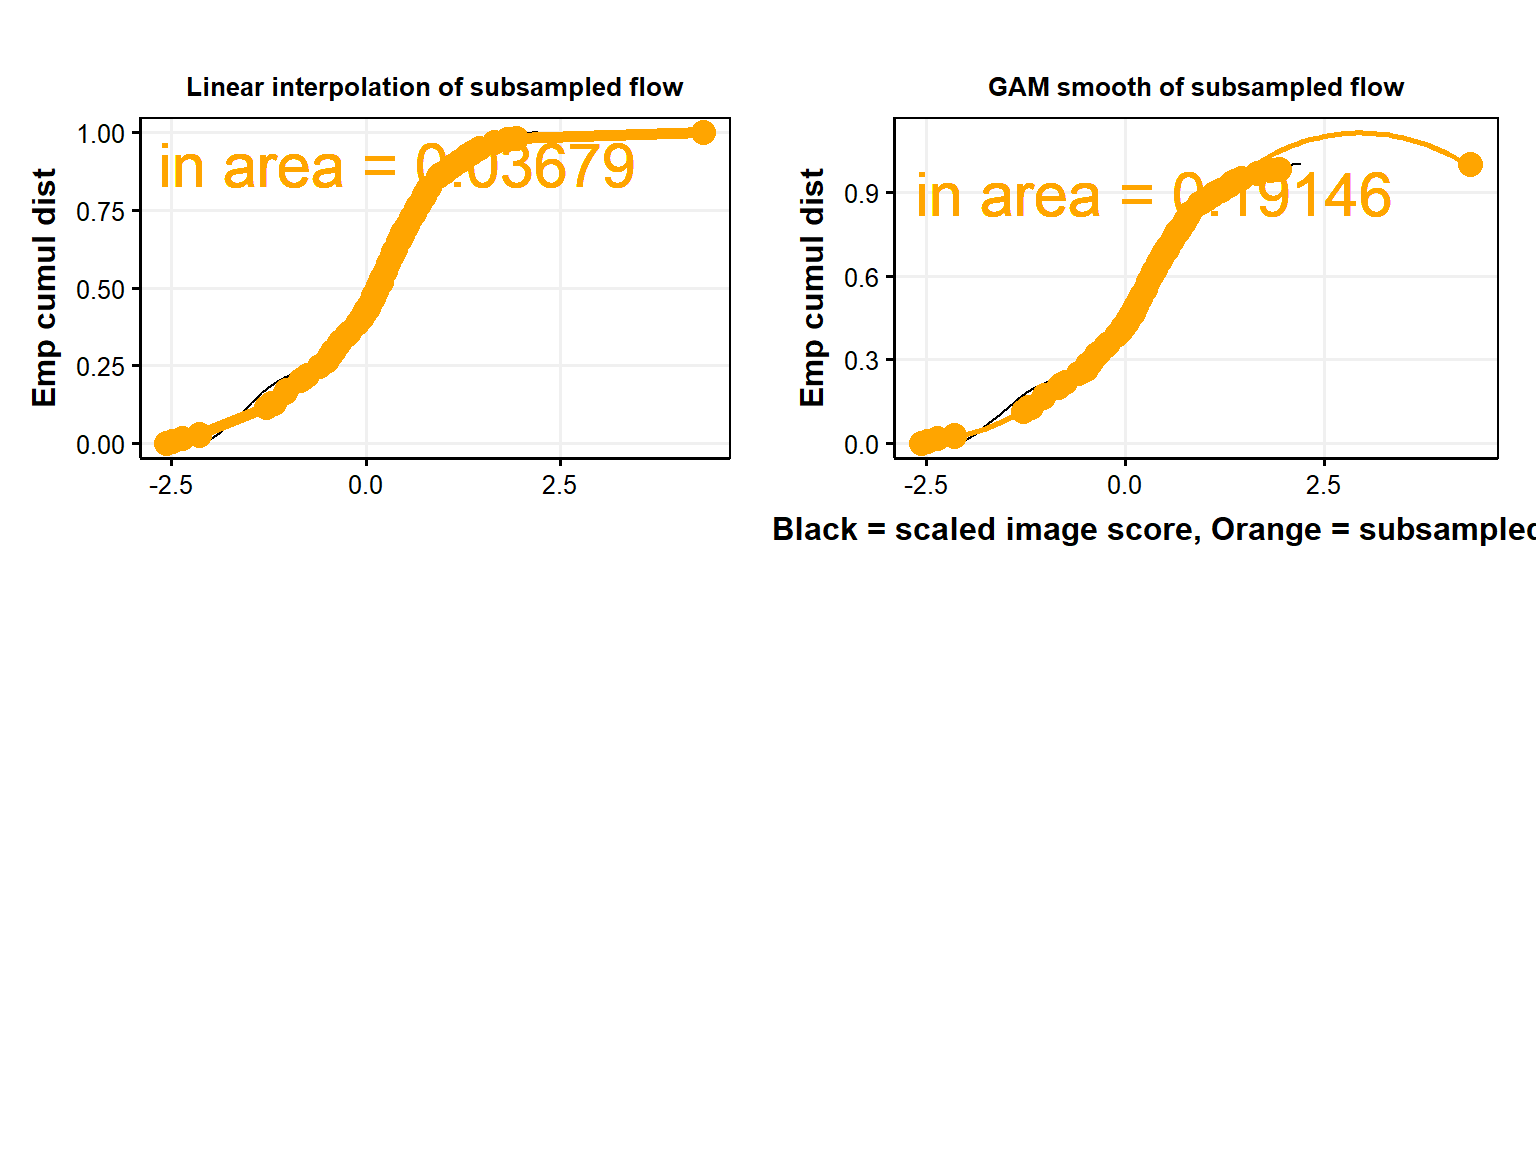 Linear interpolation of subsampled flow
Emp cumul dist
1.00
0.75
0.50
0.25
0.00
in area = 0.03679
-2.5 0.0 2.5
GAM smooth of subsampled flow
Emp cumul dist
0.9
0.6
0.3
0.0
in area = 0.19146
-2.5 0.0 2.5
Black = scaled image score, Orange = subsampled